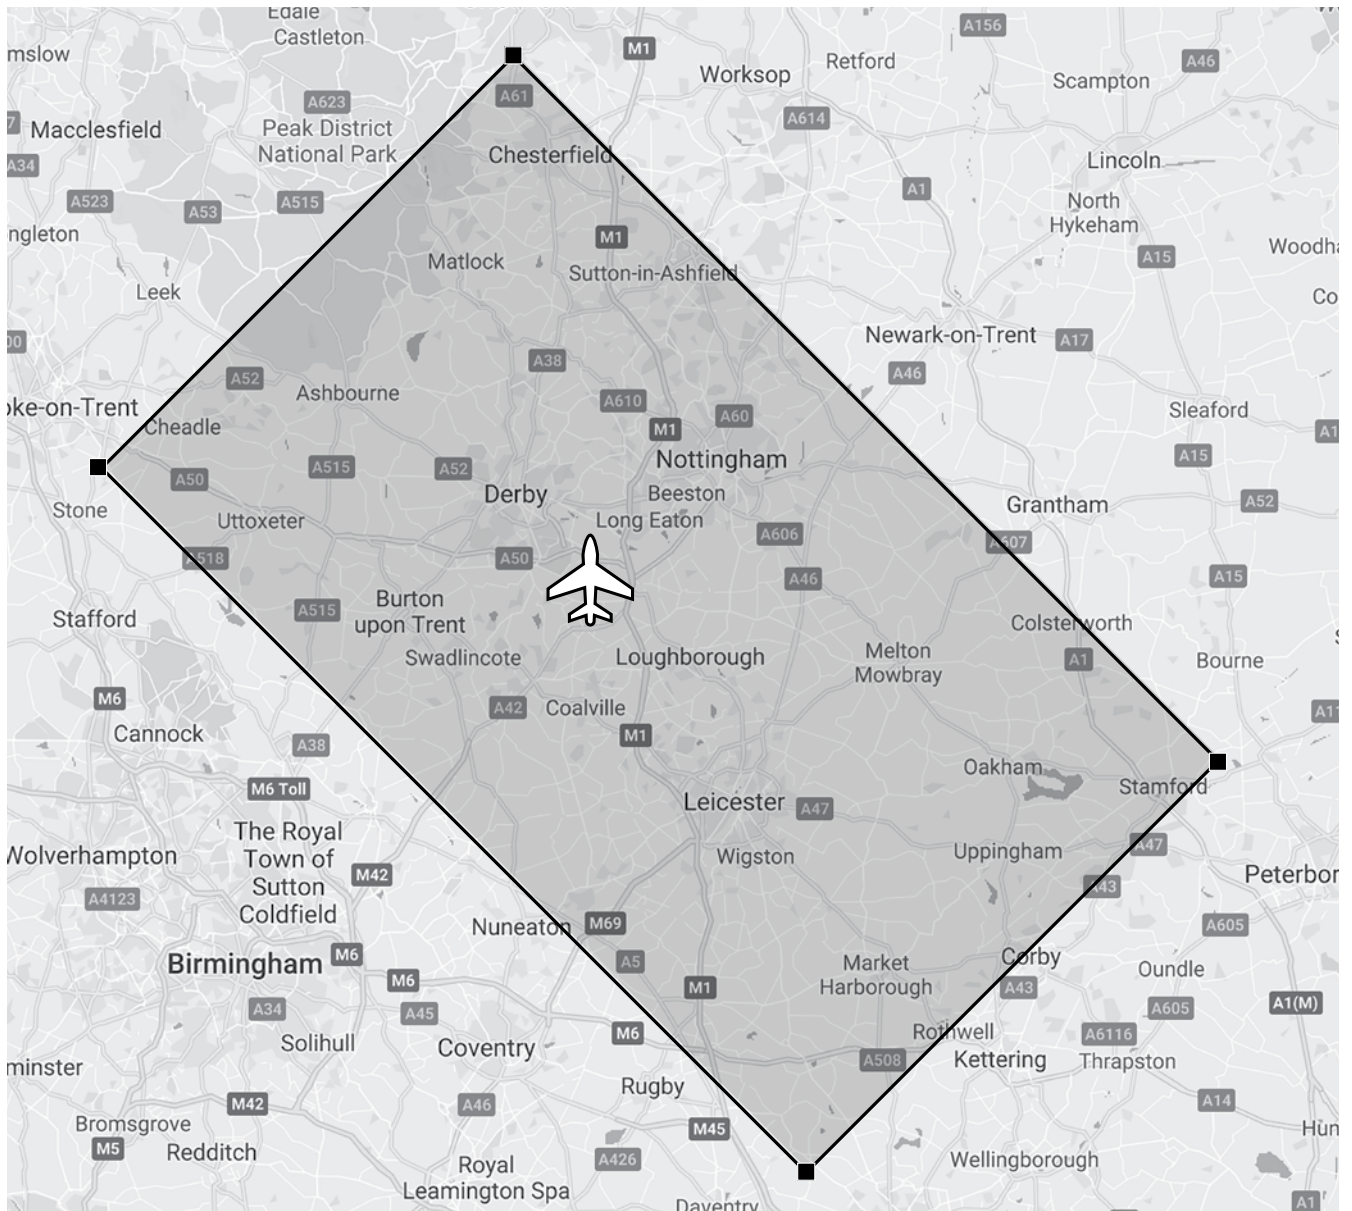 Edale
Castleton
mslow
M1
A156
Worksop
Retford
A46
Scampton
A61
A623
Peak District
National Park
A614
7
Macclesfield
Chesterfield
Lincoln
A34
A523
A53
A515
A1
North
Hykeham
ngleton
M1
A15
Woodha
Matlock
Sutton-in-Ashfield
Leek
Co
00
Newark-on-Trent
A17
A38
A46
A52
Ashbourne
A610
A60
oke-on-Trent
Cheadle
M1
Sleaford
A1
A50
A515
A52
Nottingham
A15
Derby
Beeston
A52
Stone
Uttoxeter
Long Eaton
Grantham
A518
A50
A606
A607
A46
A15
Burton
upon Trent
A515
Stafford
Colsterworth
Swadlincote
Loughborough
Melton
Mowbray
A1
Bourne
M6
A42
Coalville
A11
Cannock
A38
M1
M6 Toll
Oakham
Stamford
Leicester
A47
The Royal
Town of
Sutton
Coldfield
Wolverhampton
M42
Wigston
Uppingham
A47
A43
Peterbor
A4123
Nuneaton
M69
A605
Birmingham
M6
M6
A5
Market
Harborough
Corby
Oundle
A34
A45
M1
A43
A605
A1(M)
Solihull
Coventry
M6
Rothwell
A6116
minster
A508
Kettering
Thrapston
Rugby
M42
A46
A14
Bromsgrove
M45
Hun
M5
Redditch
A426
Wellingborough
Royal
Leamington Spa
Daventry
A1